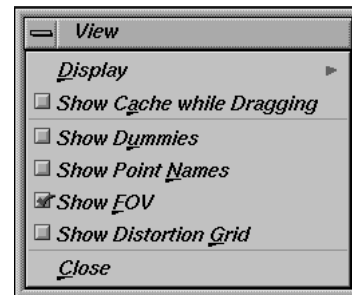 View
Display
Show Cache while Dragging
Show Dummies
Show Point Names
Show FOV
Show Distortion Grid
Close